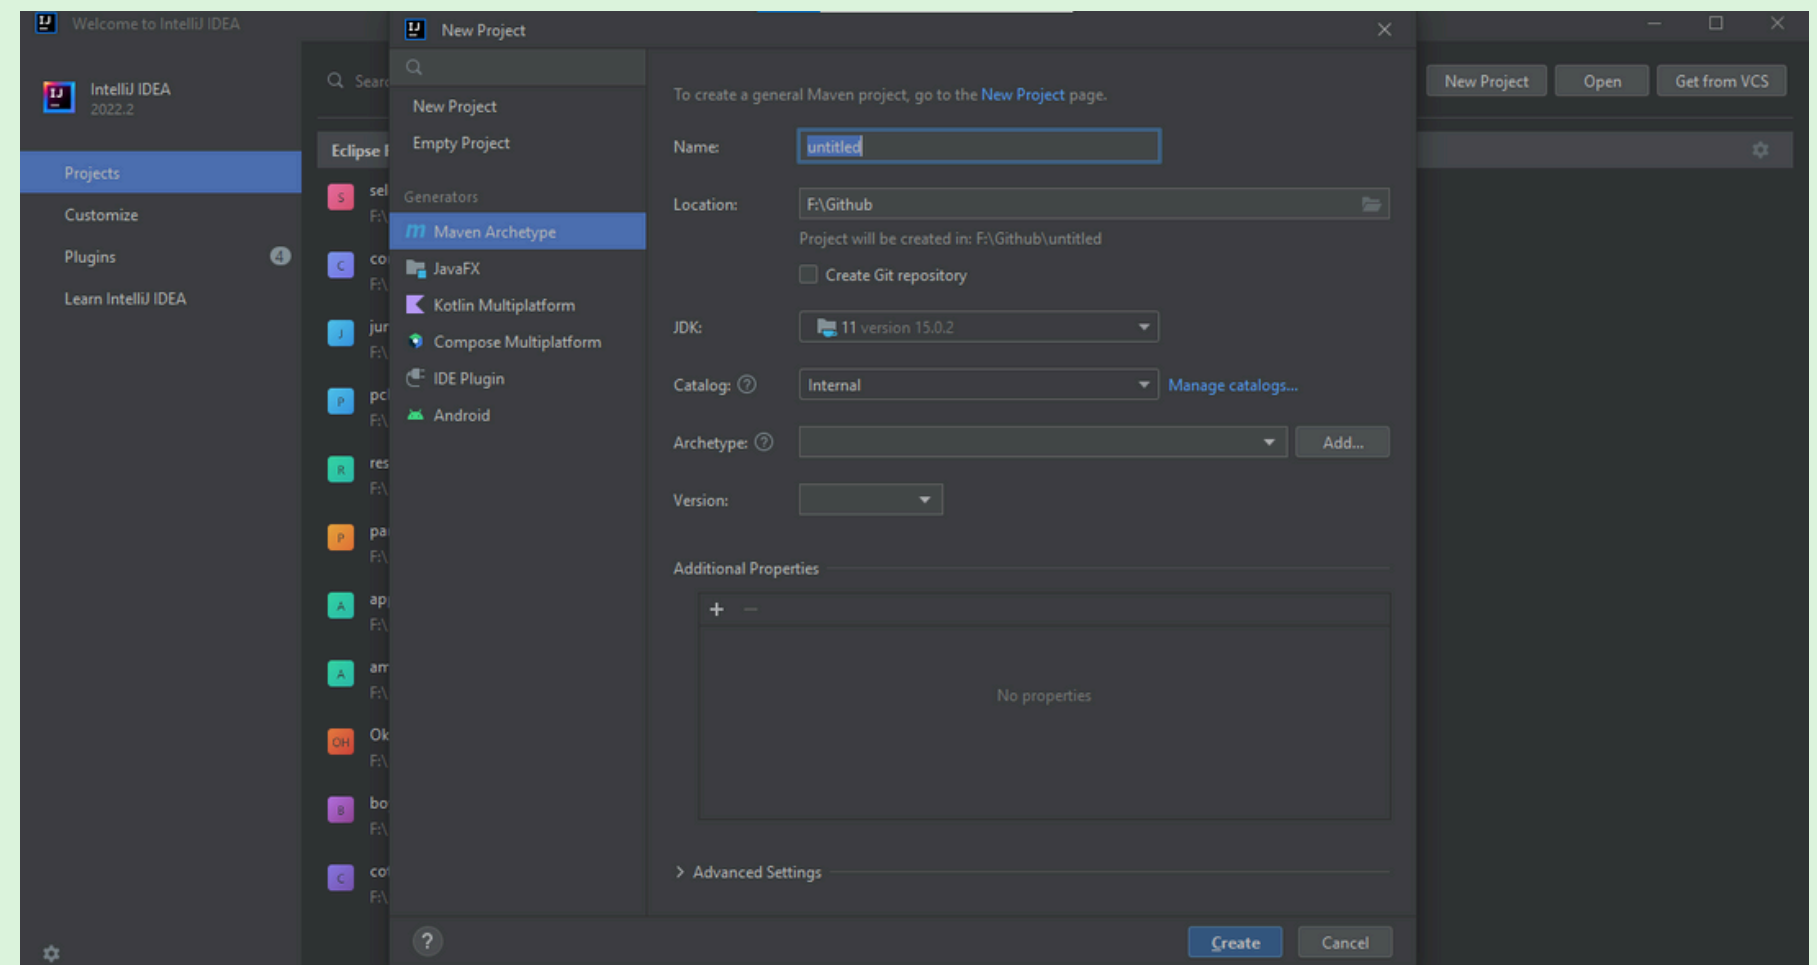 Welcome to IntelliJ IDEA
IntelliJ IDEA
2022.2
Projects
Customize
Plugins
4
Learn IntelliJ IDEA
New Project
Open
Get from VCS
Eclipse
S
F:\
C
F:\
J
F:\
P
F:\
R
F:\
P
F:\
A
F:\
A
F:\
OH
F:\
B
F:\
C
F:\
New Project
New Project
Empty Project
Generators
Maven Archetype
JavaFX
Kotlin Multiplatform
Compose Multiplatform
IDE Plugin
Android
To create a general Maven project, go to the New Project page.
Name: untitled
Location: F:\Github
Project will be created in: F:\Github\untitled
Create Git repository
JDK: 11 version 15.0.2
Catalog: ? Internal Manage catalogs...
Archetype: ? Add...
Version:
Additional Properties
+ −
No properties
Advanced Settings
? Create Cancel